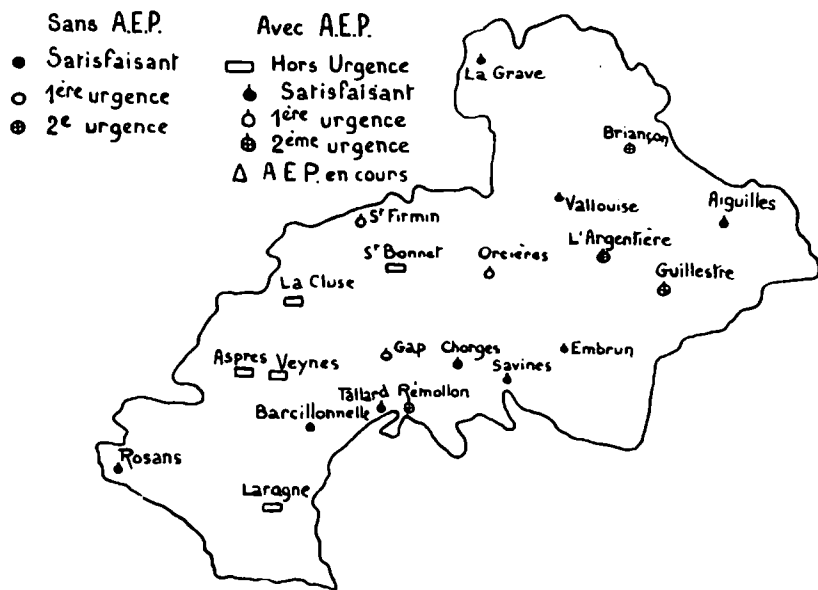 Sans A.E.P.
Satisfaisant
1ère urgence
2e urgence
Avec A.E.P.
Hors Urgence
Satisfaisant
1ère urgence
2ème urgence
A E P. en cours
La Grave
Briançon
Vallouise
Aiguilles
St Firmin
L'Argentière
St Bonnet
Orcières
Guillestre
La Cluse
Gap
Chorges
Embrun
Aspres
Veynes
Savines
Tallard
Rémollon
Barcillonnelle
Rosans
Laragne